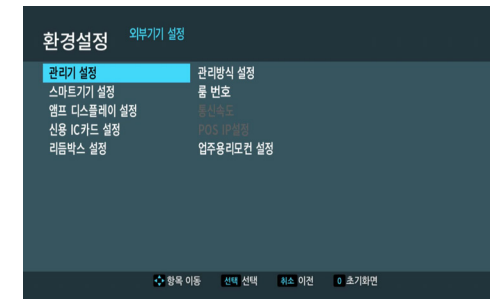 환경설정 외부기기 설정
관리기 설정
스마트기기 설정
앰프 디스플레이 설정
신용 IC카드 설정
리듬박스 설정
관리방식 설정
룸 번호
통신속도
POS IP설정
업주용리모컨 설정
항목 이동 선택 선택 취소 이전 0 초기화면